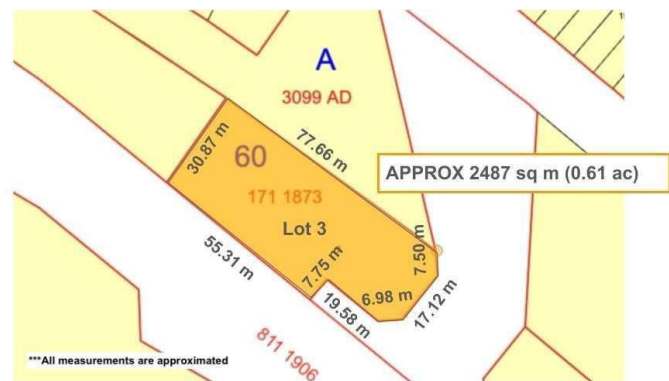 A
3099 AD
77.66 m
30.87 m
60
APPROX 2487 sq m (0.61 ac)
171 1873
Lot 3
7.50 m
55.31 m
7.75 m
6.98 m
17.12 m
19.58 m
811 1906
***All measurements are approximated